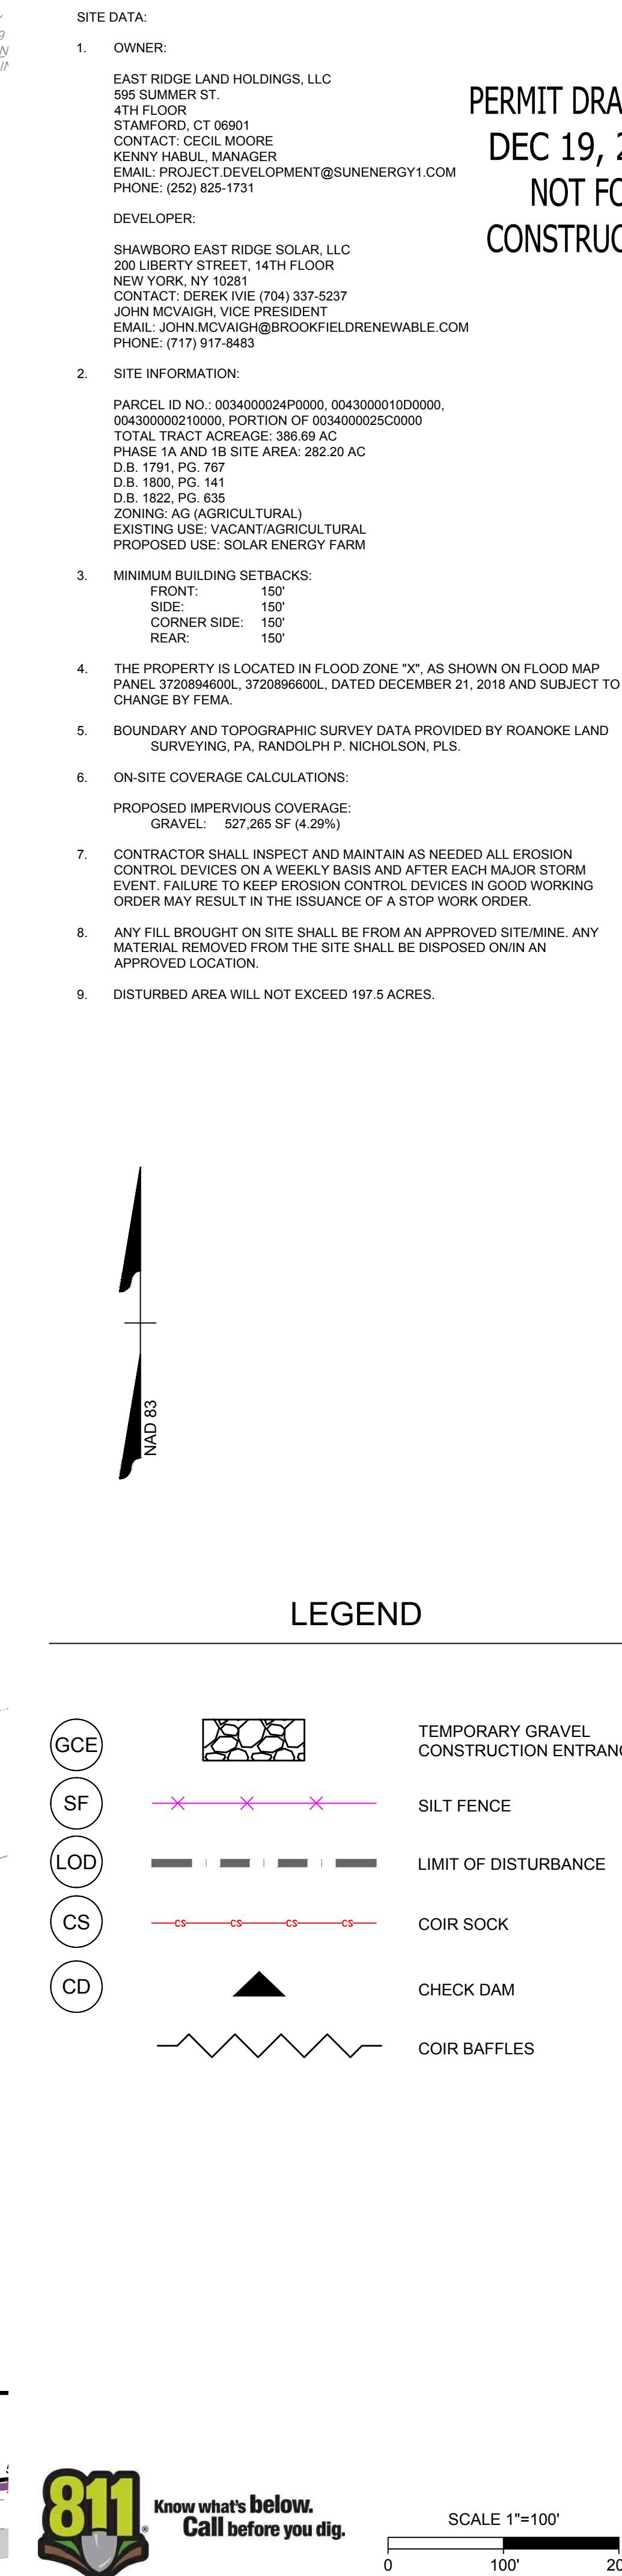 SITE DATA:
1. OWNER:
EAST RIDGE LAND HOLDINGS, LLC
595 SUMMER ST.
4TH FLOOR
STAMFORD, CT 06901
CONTACT: CECIL MOORE
KENNY HABUL, MANAGER
EMAIL: PROJECT.DEVELOPMENT@SUNENERGY1.COM
PHONE: (252) 825-1731
PERMIT DRA
DEC 19, 2
NOT FO
CONSTRUC
DEVELOPER:
SHAWBORO EAST RIDGE SOLAR, LLC
200 LIBERTY STREET, 14TH FLOOR
NEW YORK, NY 10281
CONTACT: DEREK IVIE (704) 337-5237
JOHN MCVAIGH, VICE PRESIDENT
EMAIL: JOHN.MCVAIGH@BROOKFIELDRENEWABLE.COM
PHONE: (717) 917-8483
2. SITE INFORMATION:
PARCEL ID NO.: 0034000024P0000, 0043000010D0000,
004300000210000, PORTION OF 0034000025C0000
TOTAL TRACT ACREAGE: 386.69 AC
PHASE 1A AND 1B SITE AREA: 282.20 AC
D.B. 1791, PG. 767
D.B. 1800, PG. 141
D.B. 1822, PG. 635
ZONING: AG (AGRICULTURAL)
EXISTING USE: VACANT/AGRICULTURAL
PROPOSED USE: SOLAR ENERGY FARM
3. MINIMUM BUILDING SETBACKS:
FRONT: 150'
SIDE: 150'
CORNER SIDE: 150'
REAR: 150'
4. THE PROPERTY IS LOCATED IN FLOOD ZONE "X", AS SHOWN ON FLOOD MAP
PANEL 3720894600L, 3720896600L, DATED DECEMBER 21, 2018 AND SUBJECT TO
CHANGE BY FEMA.
5. BOUNDARY AND TOPOGRAPHIC SURVEY DATA PROVIDED BY ROANOKE LAND
SURVEYING, PA, RANDOLPH P. NICHOLSON, PLS.
6. ON-SITE COVERAGE CALCULATIONS:
PROPOSED IMPERVIOUS COVERAGE:
GRAVEL: 527,265 SF (4.29%)
7. CONTRACTOR SHALL INSPECT AND MAINTAIN AS NEEDED ALL EROSION
CONTROL DEVICES ON A WEEKLY BASIS AND AFTER EACH MAJOR STORM
EVENT. FAILURE TO KEEP EROSION CONTROL DEVICES IN GOOD WORKING
ORDER MAY RESULT IN THE ISSUANCE OF A STOP WORK ORDER.
8. ANY FILL BROUGHT ON SITE SHALL BE FROM AN APPROVED SITE/MINE. ANY
MATERIAL REMOVED FROM THE SITE SHALL BE DISPOSED ON/IN AN
APPROVED LOCATION.
9. DISTURBED AREA WILL NOT EXCEED 197.5 ACRES.
NAD 83
LEGEND
GCE TEMPORARY GRAVEL
CONSTRUCTION ENTRANC
SF SILT FENCE
LOD LIMIT OF DISTURBANCE
CS CS CS CS CS COIR SOCK
CD CHECK DAM
COIR BAFFLES
811 ®
Know what's below.
Call before you dig.
SCALE 1"=100'
0 100' 20